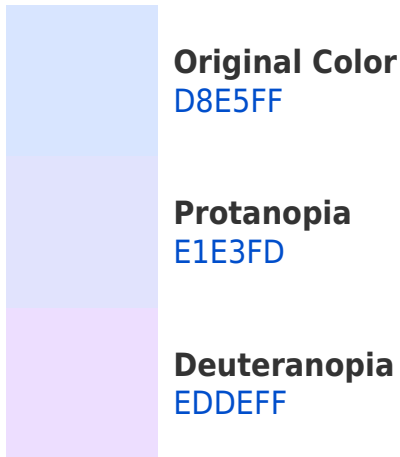 Original Color
D8E5FF
Protanopia
E1E3FD
Deuteranopia
EDDEFF